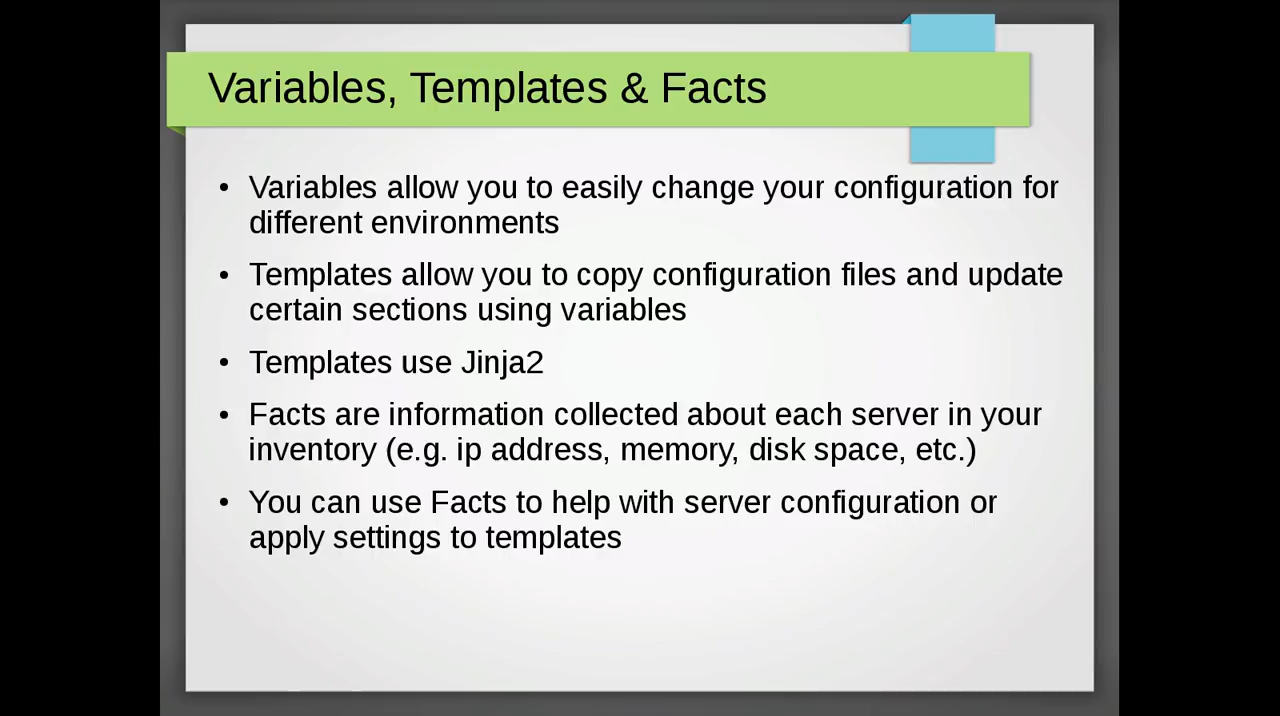 Variables, Templates & Facts
• Variables allow you to easily change your configuration for
different environments
• Templates allow you to copy configuration files and update
certain sections using variables
• Templates use Jinja2
• Facts are information collected about each server in your
inventory (e.g. ip address, memory, disk space, etc.)
• You can use Facts to help with server configuration or
apply settings to templates